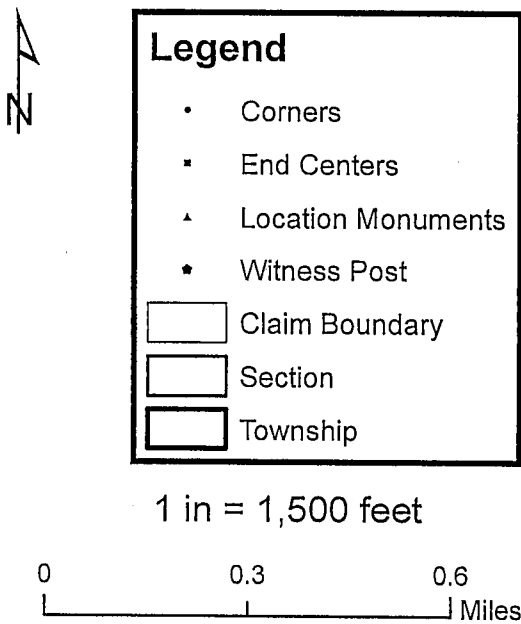 N
Legend
Corners
End Centers
Location Monuments
Witness Post
Claim Boundary
Section
Township
1 in = 1,500 feet
0 0.3 0.6
Miles